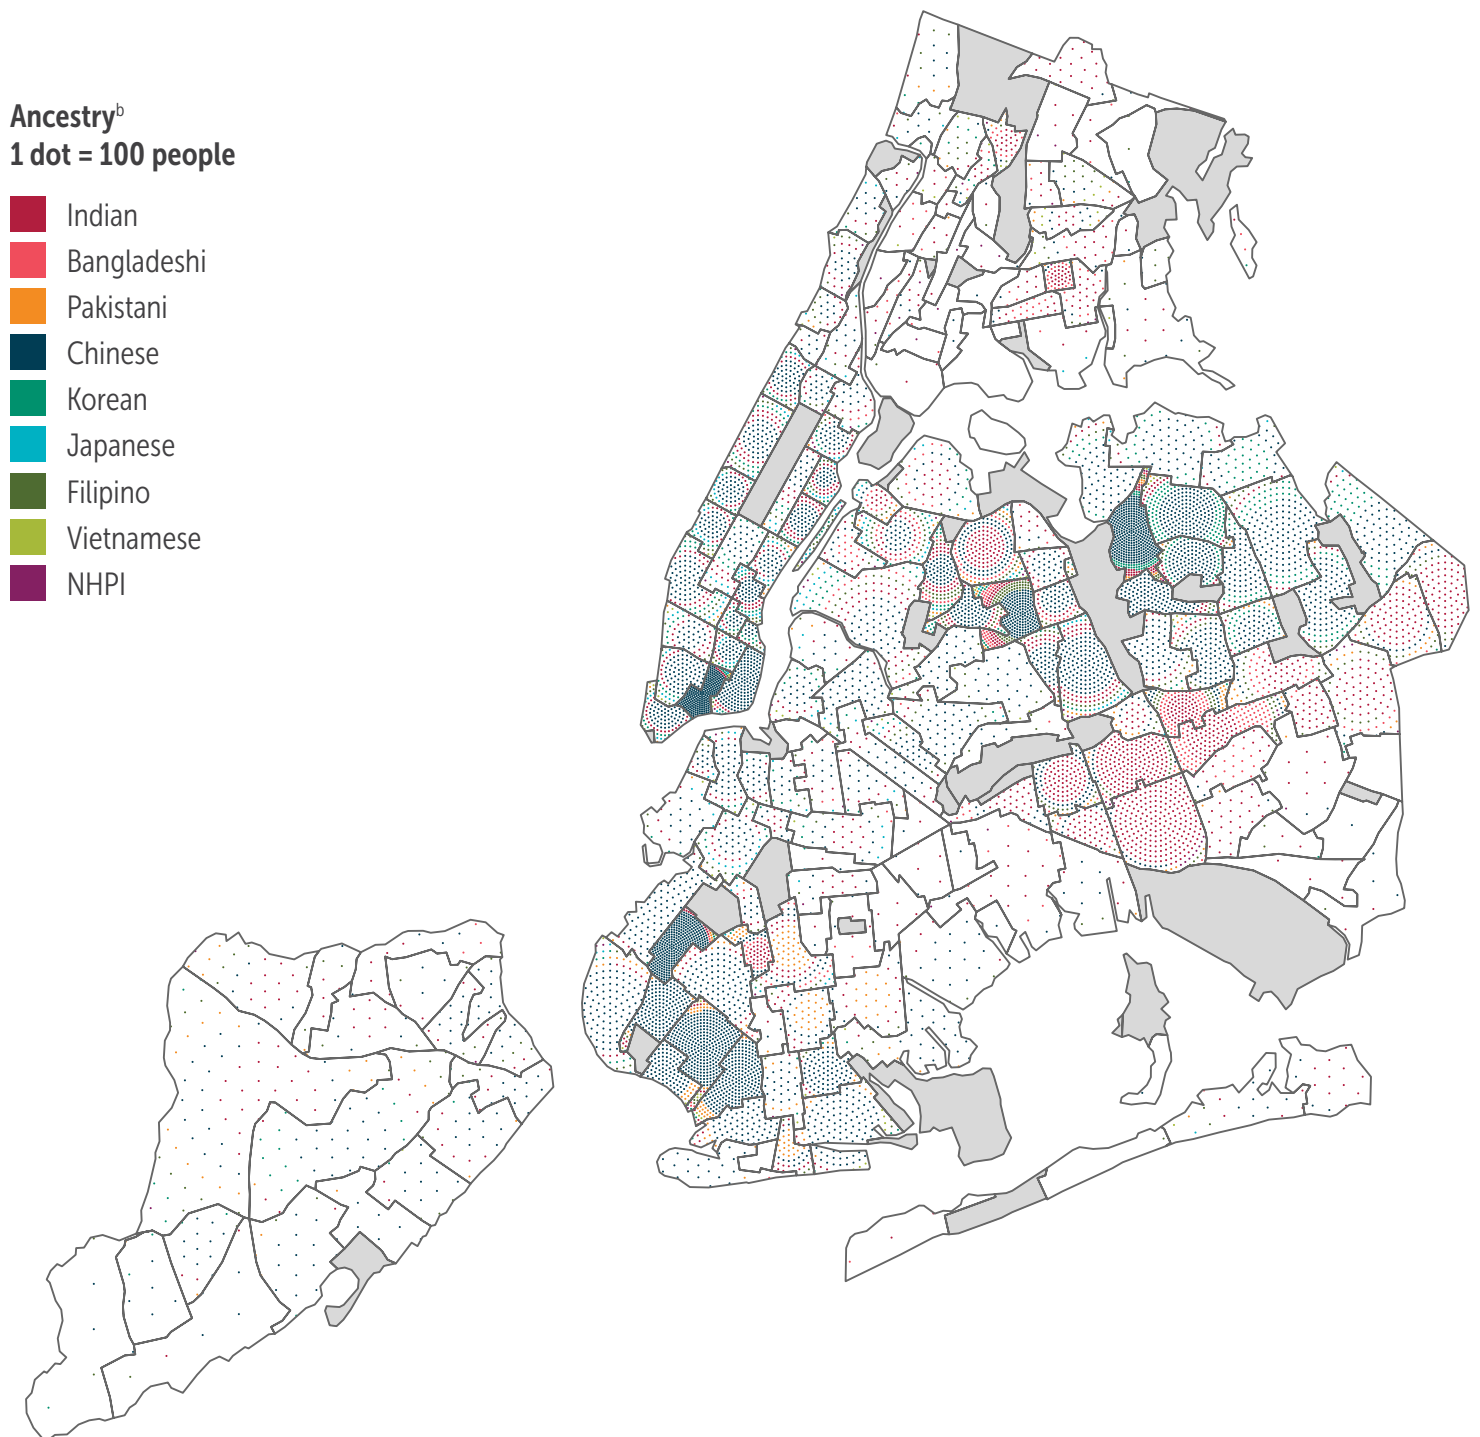 Ancestryb
1 dot = 100 people
Indian
Bangladeshi
Pakistani
Chinese
Korean
Japanese
Filipino
Vietnamese
NHPI